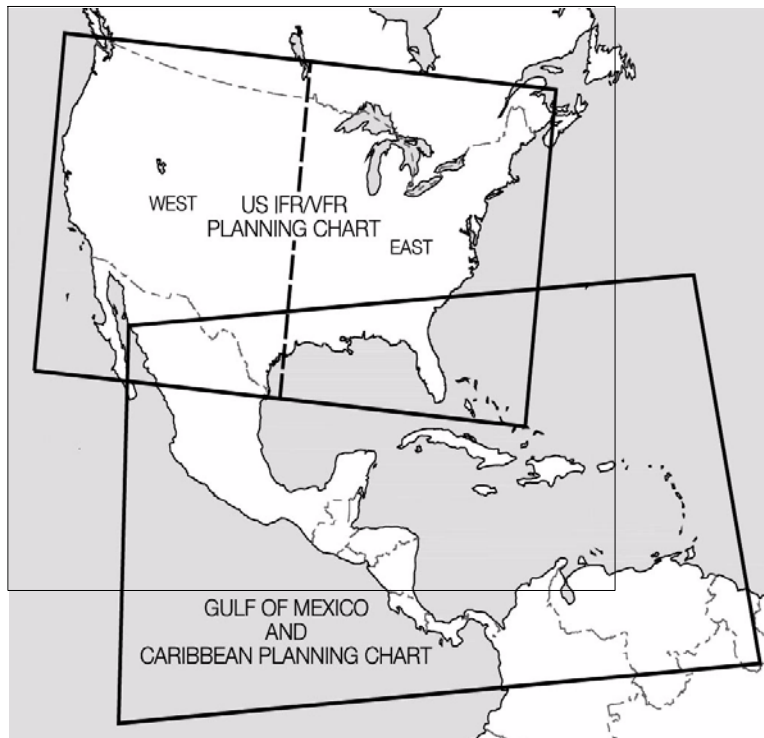 WEST
US IFR/VFR
PLANNING CHART
EAST
GULF OF MEXICO
AND
CARIBBEAN PLANNING CHART